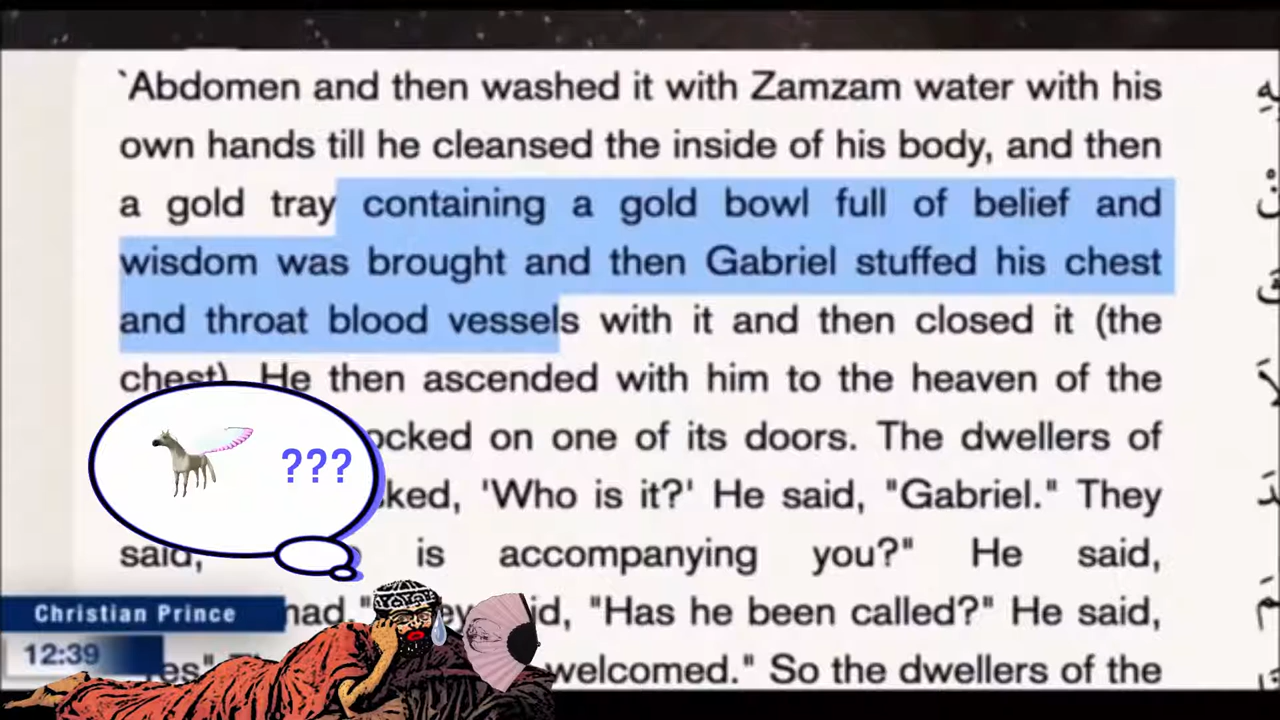 `Abdomen and then washed it with Zamzam water with his
own hands till he cleansed the inside of his body, and then
a gold tray containing a gold bowl full of belief and
wisdom was brought and then Gabriel stuffed his chest
and throat blood vessels with it and then closed it (the
chest). He then ascended with him to the heaven of the
on one of its doors. The dwellers of
???
'Who is it?' He said, "Gabriel." They
said, is accompanying you?" He said,
Christian Prince
"Has he been called?" He said,
12:39
welcomed." So the dwellers of the